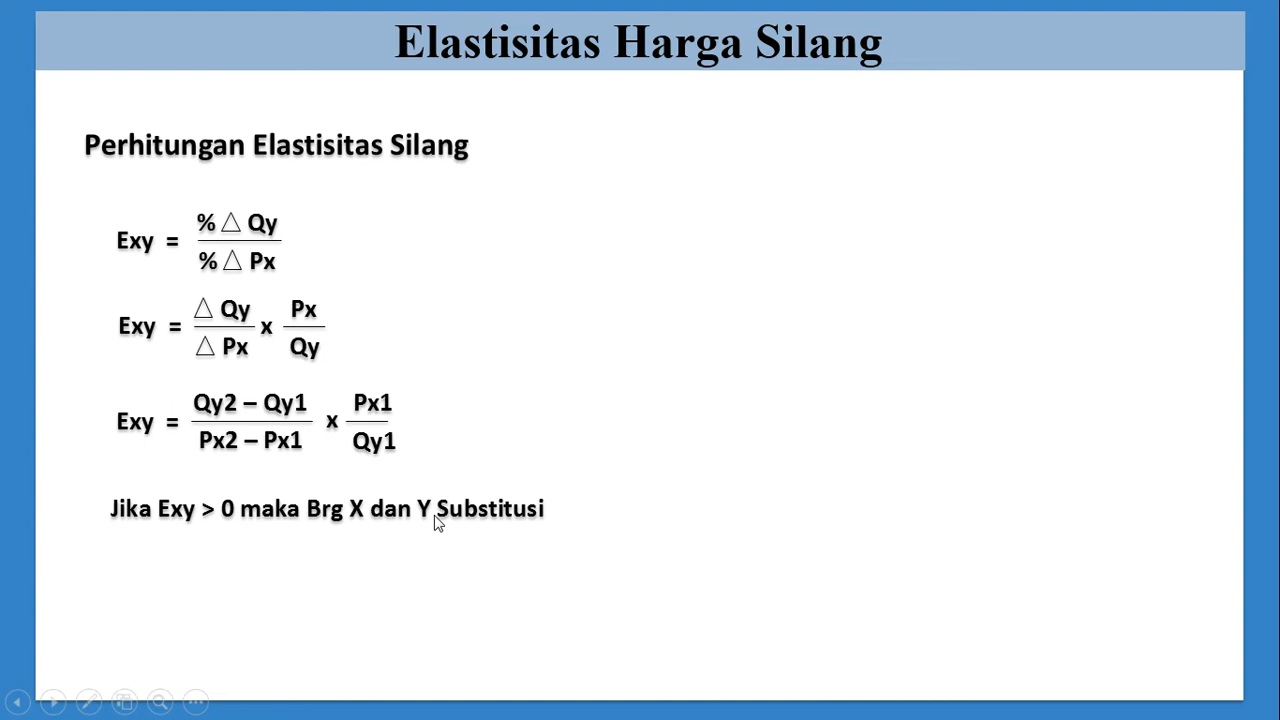 Elastisitas Harga Silang
Perhitungan Elastisitas Silang
Exy = % △ Qy / % △ Px
Exy = △ Qy / △ Px x Px / Qy
Exy = Qy2 – Qy1 / Px2 – Px1 x Px1 / Qy1
Jika Exy > 0 maka Brg X dan Y Substitusi